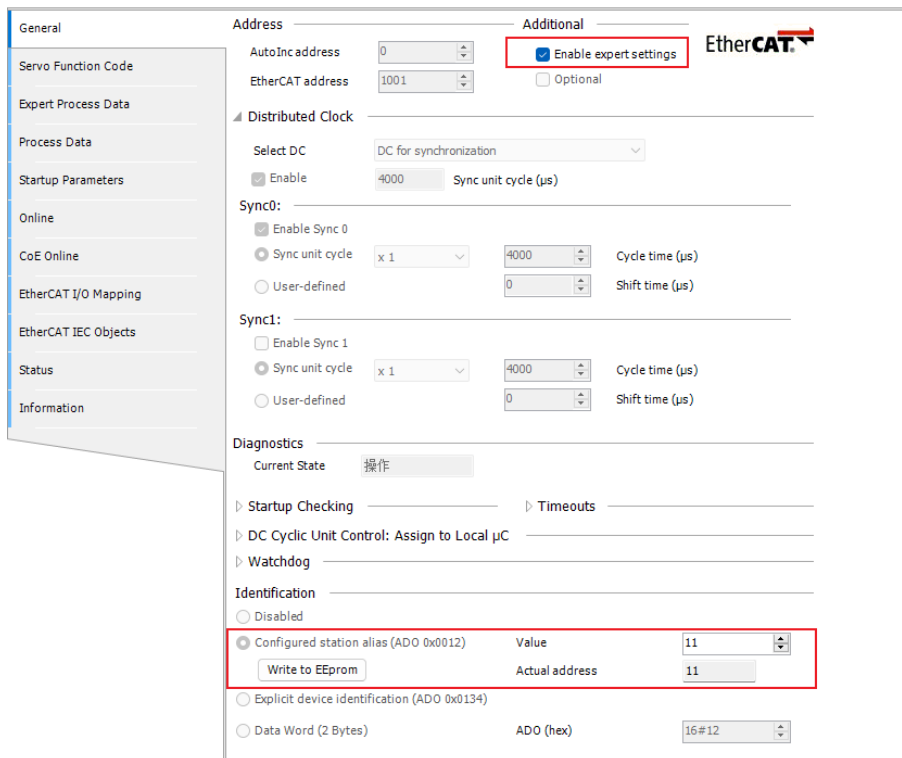 General
Servo Function Code
Expert Process Data
Process Data
Startup Parameters
Online
CoE Online
EtherCAT I/O Mapping
EtherCAT IEC Objects
Status
Information
Address
AutoInc address 0
EtherCAT address 1001
Additional
Enable expert settings
Optional
EtherCAT.
Distributed Clock
Select DC DC for synchronization
Enable 4000 Sync unit cycle (µs)
Sync0:
Enable Sync 0
Sync unit cycle x 1 4000 Cycle time (µs)
User-defined 0 Shift time (µs)
Sync1:
Enable Sync 1
Sync unit cycle x 1 4000 Cycle time (µs)
User-defined 0 Shift time (µs)
Diagnostics
Current State 操作
Startup Checking Timeouts
DC Cyclic Unit Control: Assign to Local µC
Watchdog
Identification
Disabled
Configured station alias (ADO 0x0012) Value 11
Write to EEprom Actual address 11
Explicit device identification (ADO 0x0134)
Data Word (2 Bytes) ADO (hex) 16#12